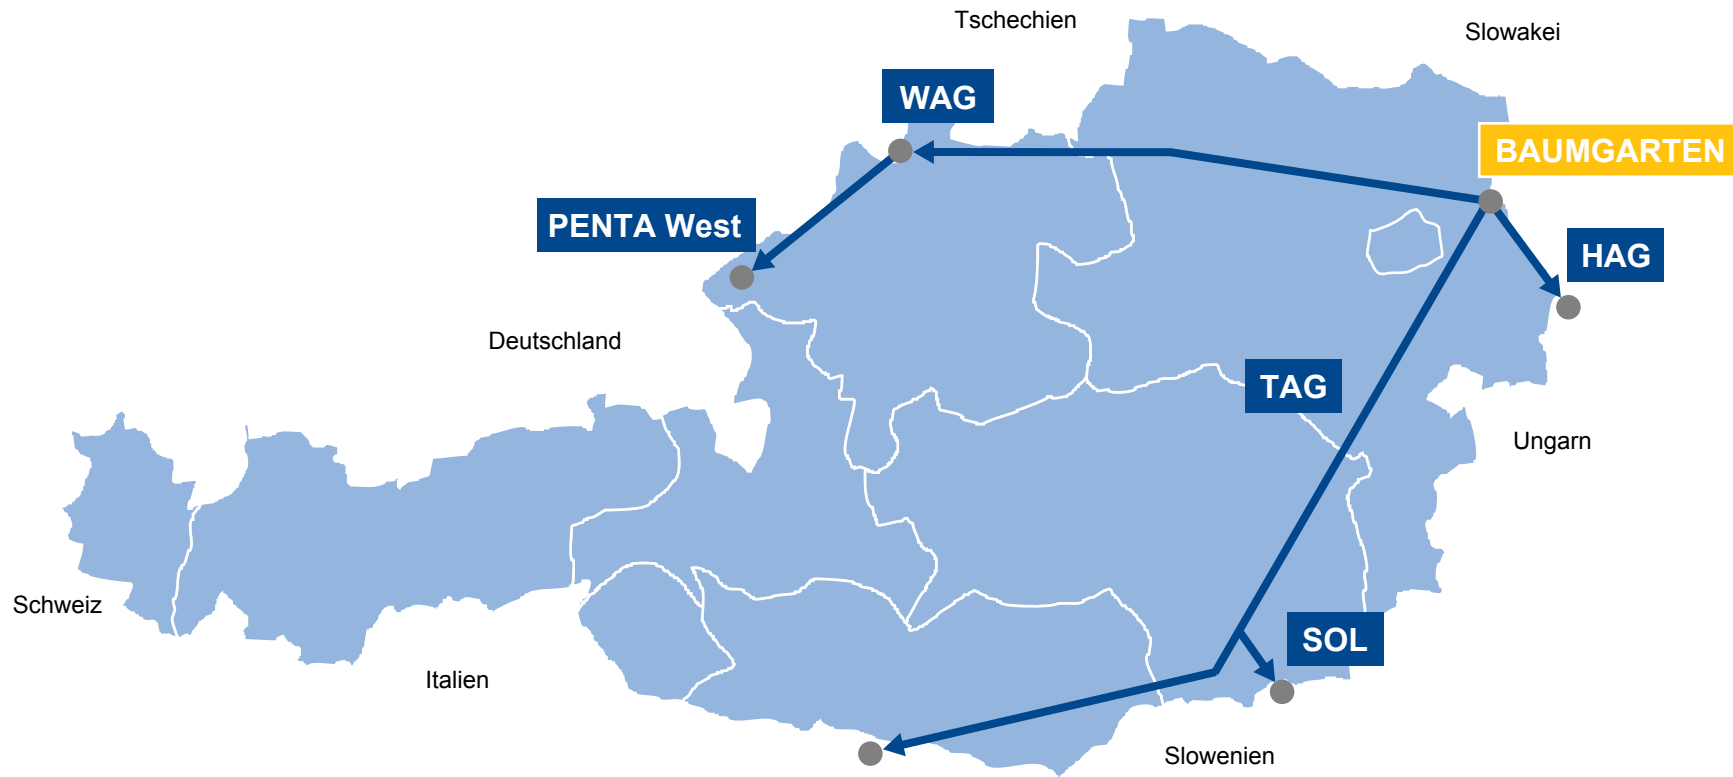 Tschechien
Slowakei
WAG
BAUMGARTEN
PENTA West
HAG
Deutschland
TAG
Ungarn
Schweiz
SOL
Italien
Slowenien